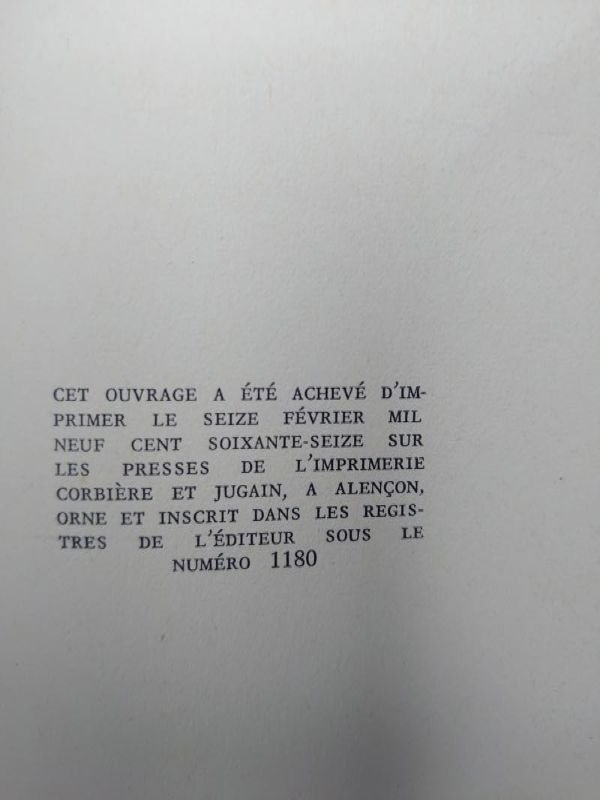 CET OUVRAGE A ÉTÉ ACHEVÉ D'IM-
PRIMER LE SEIZE FÉVRIER MIL
NEUF CENT SOIXANTE-SEIZE SUR
LES PRESSES DE L'IMPRIMERIE
CORBIÈRE ET JUGAIN, A ALENÇON,
ORNE ET INSCRIT DANS LES REGIS-
TRES DE L'ÉDITEUR SOUS LE
NUMÉRO 1180